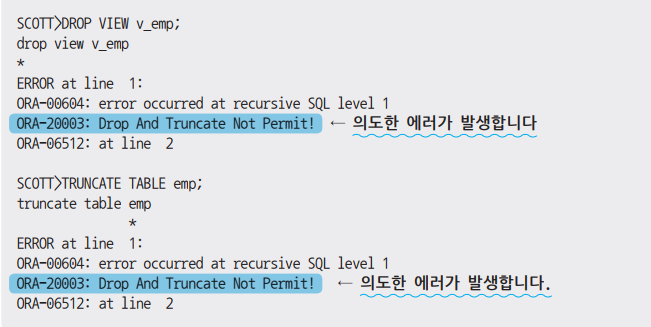 SCOTT>DROP VIEW v_emp;
drop view v_emp
*
ERROR at line  1:
ORA-00604: error occurred at recursive SQL level 1
ORA-20003: Drop And Truncate Not Permit! ← 의도한 에러가 발생합니다
ORA-06512: at line  2
SCOTT>TRUNCATE TABLE emp;
truncate table emp
*
ERROR at line  1:
ORA-00604: error occurred at recursive SQL level 1
ORA-20003: Drop And Truncate Not Permit! ← 의도한 에러가 발생합니다.
ORA-06512: at line  2